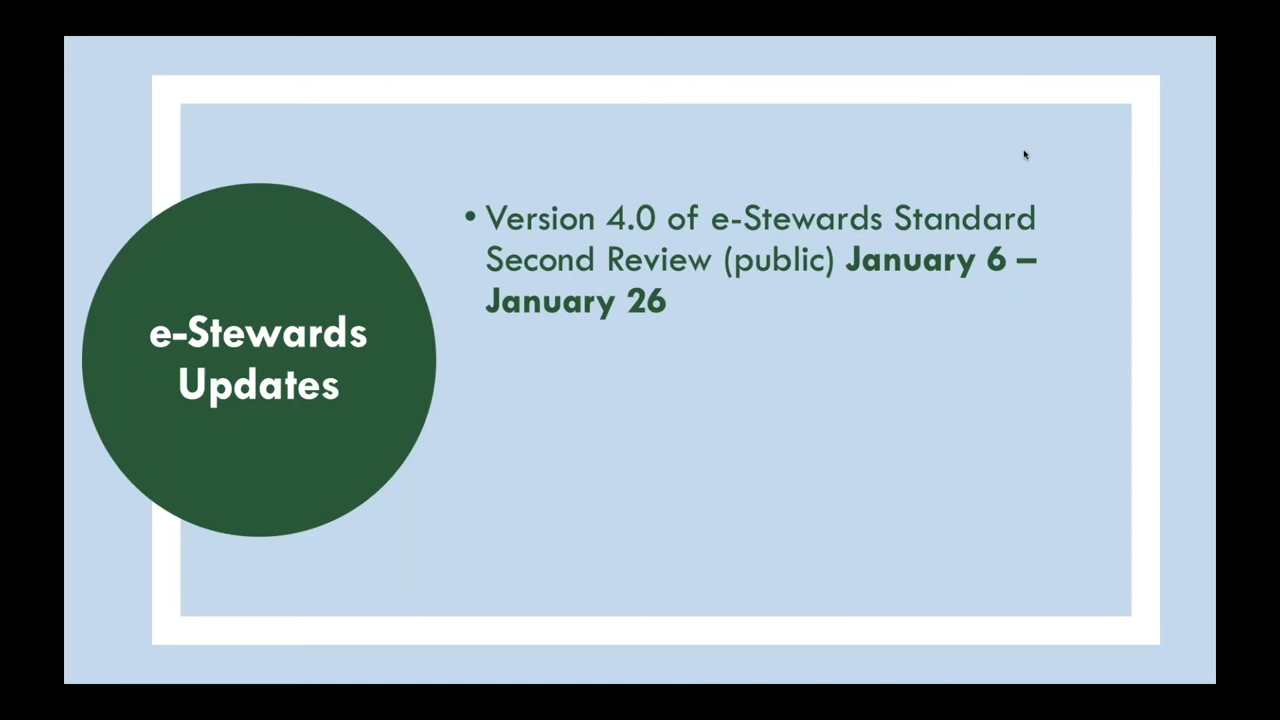 e-Stewards
Updates
• Version 4.0 of e-Stewards Standard
Second Review (public) January 6 –
January 26